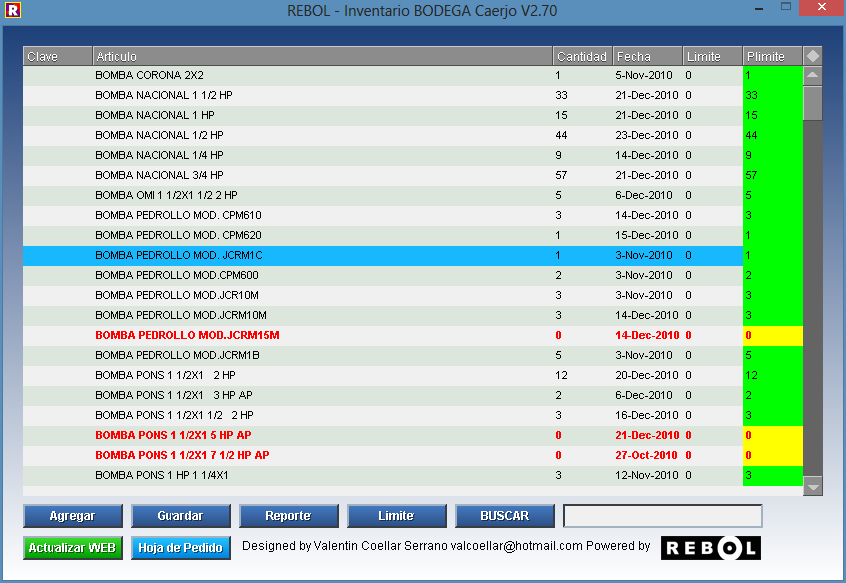 R REBOL - Inventario BODEGA Caerjo V2.70
Clave Articulo Cantidad Fecha Limite Plimite
BOMBA CORONA 2X2 1 5-Nov-2010 0 1
BOMBA NACIONAL 1 1/2 HP 33 21-Dec-2010 0 33
BOMBA NACIONAL 1 HP 15 21-Dec-2010 0 15
BOMBA NACIONAL 1/2 HP 44 23-Dec-2010 0 44
BOMBA NACIONAL 1/4 HP 9 14-Dec-2010 0 9
BOMBA NACIONAL 3/4 HP 57 21-Dec-2010 0 57
BOMBA OMI 1 1/2X1 1/2 2 HP 5 6-Dec-2010 0 5
BOMBA PEDROLLO MOD. CPM610 3 14-Dec-2010 0 3
BOMBA PEDROLLO MOD. CPM620 1 15-Dec-2010 0 1
BOMBA PEDROLLO MOD. JCRM1C 1 3-Nov-2010 0 1
BOMBA PEDROLLO MOD.CPM600 2 3-Nov-2010 0 2
BOMBA PEDROLLO MOD.JCR10M 3 3-Nov-2010 0 3
BOMBA PEDROLLO MOD.JCRM10M 3 14-Dec-2010 0 3
BOMBA PEDROLLO MOD.JCRM15M 0 14-Dec-2010 0 0
BOMBA PEDROLLO MOD.JCRM1B 5 3-Nov-2010 0 5
BOMBA PONS 1 1/2X1 2 HP 12 20-Dec-2010 0 12
BOMBA PONS 1 1/2X1 3 HP AP 2 6-Dec-2010 0 2
BOMBA PONS 1 1/2X1 1/2 2 HP 3 16-Dec-2010 0 3
BOMBA PONS 1 1/2X1 5 HP AP 0 21-Dec-2010 0 0
BOMBA PONS 1 1/2X1 7 1/2 HP AP 0 27-Oct-2010 0 0
BOMBA PONS 1 HP 1 1/4X1 3 12-Nov-2010 0 3
Agregar Guardar Reporte Limite BUSCAR
Actualizar WEB Hoja de Pedido Designed by Valentin Coellar Serrano valcoellar@hotmail.com Powered by REBOL